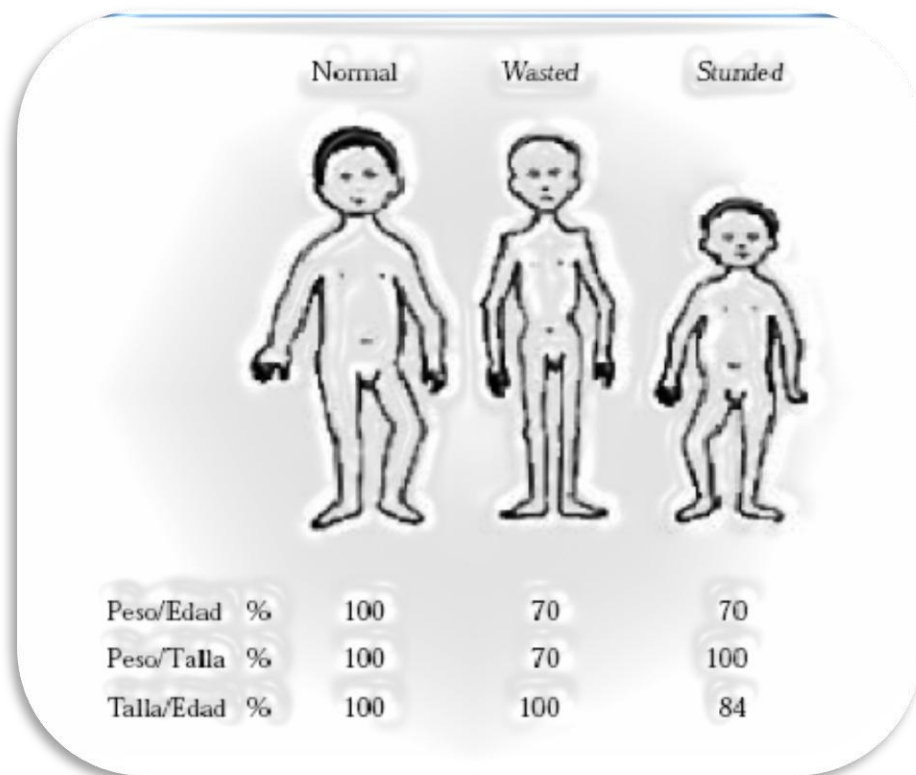 Normal Wasted Stunded
Peso/Edad % 100 70 70
Peso/Talla % 100 70 100
Talla/Edad % 100 100 84